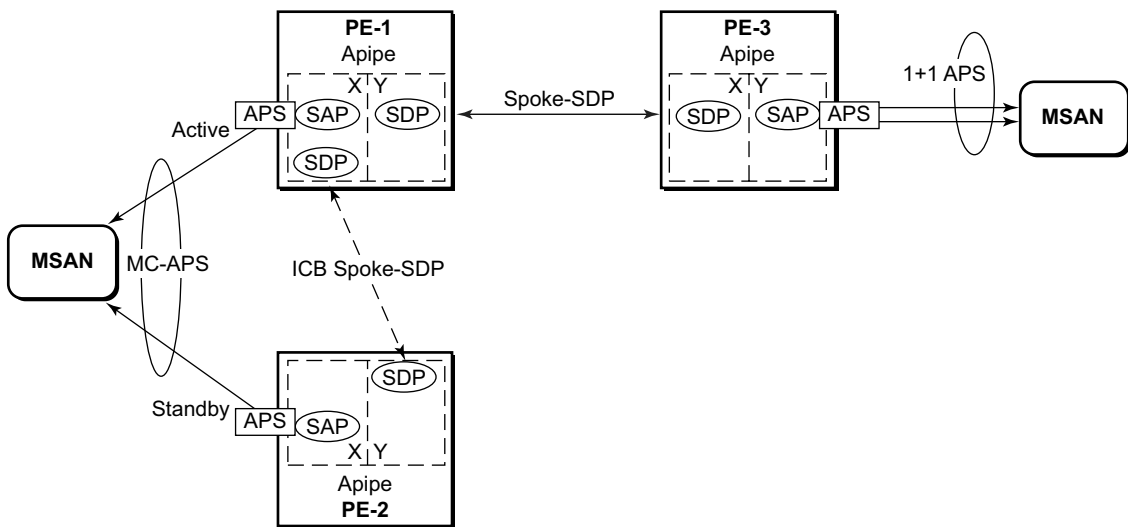 PE-1
Apipe
X Y
APS
SAP
SDP
SDP
Active
Spoke-SDP
PE-3
Apipe
X Y
SDP
SAP
APS
1+1 APS
MSAN
MSAN
MC-APS
ICB Spoke-SDP
Standby
SDP
APS
SAP
X Y
Apipe
PE-2